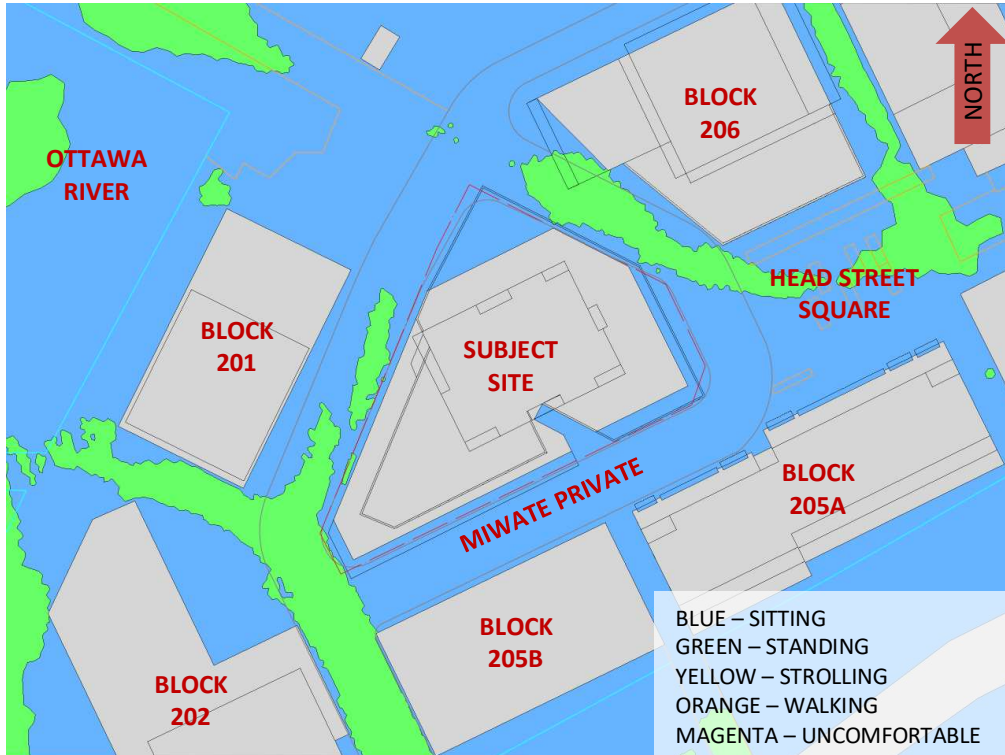 NORTH
BLOCK
206
OTTAWA
RIVER
HEAD STREET
SQUARE
BLOCK
201
SUBJECT
SITE
MIWATE PRIVATE
BLOCK
205A
BLOCK
205B
BLOCK
202
BLUE – SITTING
GREEN – STANDING
YELLOW – STROLLING
ORANGE – WALKING
MAGENTA – UNCOMFORTABLE